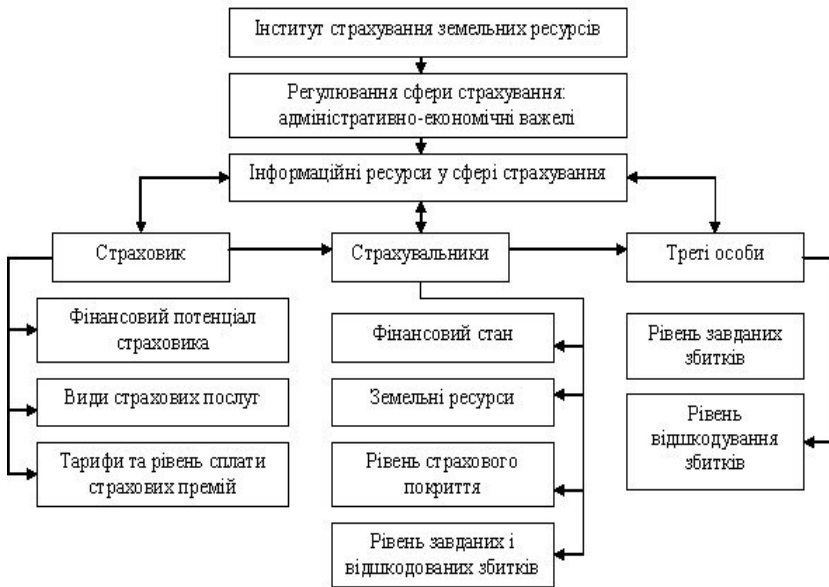 Інститут страхування земельних ресурсів
Регулювання сфери страхування:
адміністративно-економічні важелі
Інформаційні ресурси у сфері страхування
Страховик
Страхувальники
Треті особи
Фінансовий потенціал
страховика
Види страхових послуг
Тарифи та рівень сплати
страхових премій
Фінансовий стан
Земельні ресурси
Рівень страхового
покриття
Рівень завданих і
відшкодованих збитків
Рівень завданих
збитків
Рівень
відшкодування
збитків